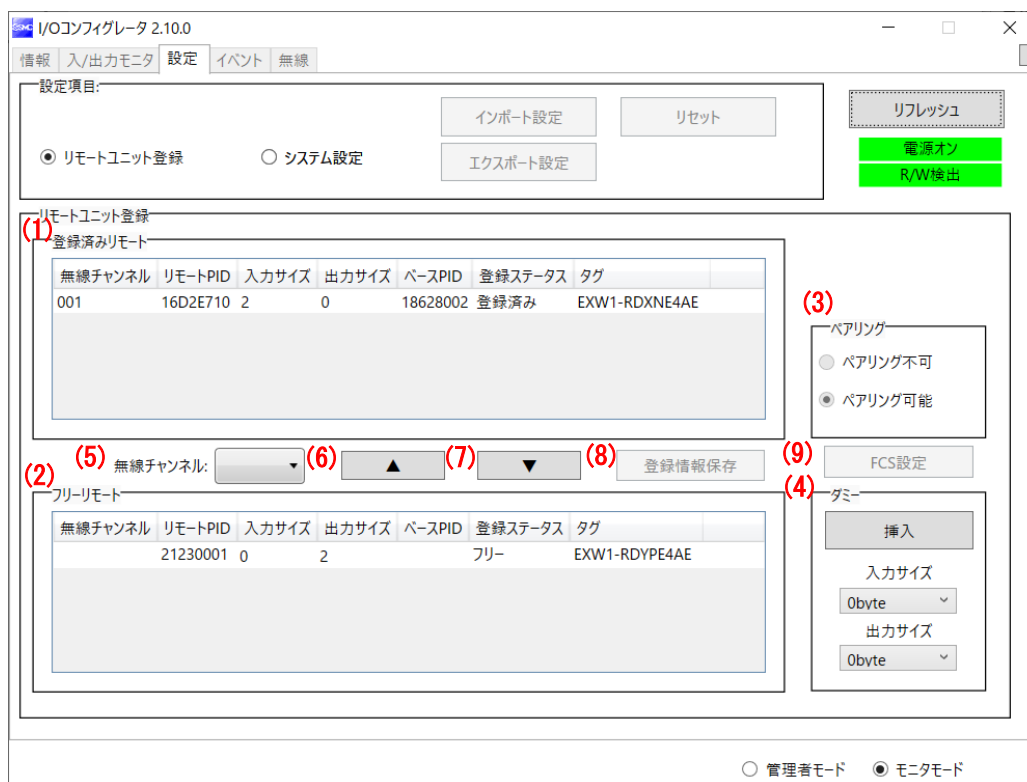 I/Oコンフィグレータ 2.10.0
情報 入/出力モニタ 設定 イベント 無線
設定項目:
インポート設定 リセット リフレッシュ
リモートユニット登録 システム設定 エクスポート設定
電源オン
R/W検出
リモートユニット登録
(1)
登録済みリモート
無線チャンネル リモートPID 入力サイズ 出力サイズ ベースPID 登録ステータス タグ
001 16D2E710 2 0 18628002 登録済み EXW1-RDXNE4AE
(3)
ペアリング
ペアリング不可
ペアリング可能
(5) 無線チャンネル: (6) ▲ (7) ▼ (8) 登録情報保存 (9) FCS設定
(2)
フリーリモート
無線チャンネル リモートPID 入力サイズ 出力サイズ ベースPID 登録ステータス タグ
21230001 0 2 フリー EXW1-RDYPE4AE
(4)
ダミー
挿入
入力サイズ
0byte
出力サイズ
0byte
管理者モード モニタモード